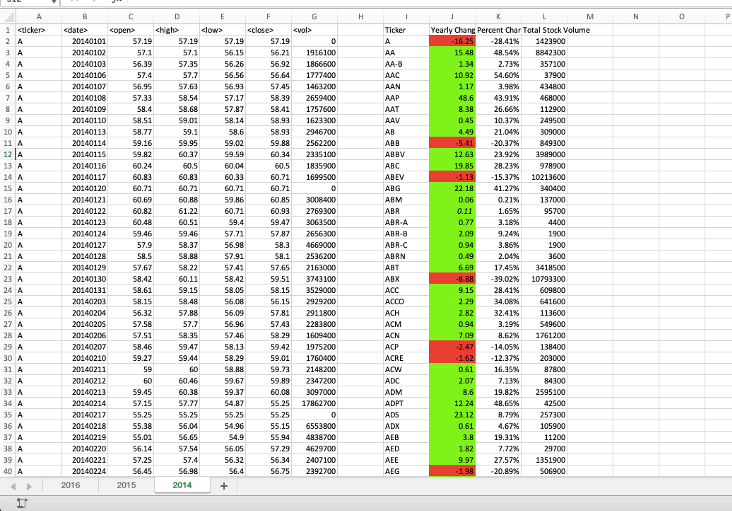 A B C D E F G H I J K L M N O P
1 <ticker> <date> <open> <high> <low> <close> <vol> Ticker Yearly Chang Percent Char Total Stock Volume
2 A 20140101 57.19 57.19 57.19 57.19 0 A -16.25 -28.41% 1423900
3 A 20140102 57.1 57.1 56.15 56.21 1916100 AA 15.48 48.54% 8842300
4 A 20140103 56.39 57.35 56.26 56.92 1866600 AA-B 1.34 2.73% 357100
5 A 20140106 57.4 57.7 56.56 56.64 1777400 AAC 10.92 54.60% 37900
6 A 20140107 56.95 57.63 56.93 57.45 1463200 AAN 1.17 3.98% 434800
7 A 20140108 57.33 58.54 57.17 58.39 2659400 AAP 48.6 43.91% 468000
8 A 20140109 58.4 58.68 57.87 58.41 1757600 AAT 8.38 26.66% 112900
9 A 20140110 58.51 59.01 58.14 58.93 1623300 AAV 0.45 10.37% 249500
10 A 20140113 58.77 59.1 58.6 58.93 2946700 AB 4.49 21.04% 309000
11 A 20140114 59.16 59.95 59.02 59.88 2562200 ABB -5.41 -20.37% 849300
12 A 20140115 59.82 60.37 59.59 60.34 2335100 ABBV 12.63 23.92% 3989000
13 A 20140116 60.24 60.5 60.04 60.5 1835900 ABC 19.85 28.23% 978900
14 A 20140117 60.83 60.83 60.33 60.71 1699500 ABEV -1.13 -15.37% 10213600
15 A 20140120 60.71 60.71 60.71 60.71 0 ABG 22.18 41.27% 340400
16 A 20140121 60.69 60.88 59.86 60.85 3008400 ABM 0.06 0.21% 137000
17 A 20140122 60.82 61.22 60.71 60.93 2769300 ABR 0.11 1.65% 95700
18 A 20140123 60.48 60.51 59.4 59.47 3063500 ABR-A 0.77 3.18% 4400
19 A 20140124 59.46 59.46 57.71 57.87 2656300 ABR-B 2.09 9.24% 1900
20 A 20140127 57.9 58.37 56.98 58.3 4669000 ABR-C 0.94 3.86% 1900
21 A 20140128 58.5 58.88 57.91 58.1 2536200 ABRN 0.49 2.04% 3600
22 A 20140129 57.67 58.22 57.41 57.65 2163000 ABT 6.69 17.45% 3418500
23 A 20140130 58.42 60.11 58.42 59.51 3743100 ABX -6.88 -39.02% 10793300
24 A 20140131 58.61 59.15 58.05 58.15 3529000 ACC 9.15 28.41% 609800
25 A 20140203 58.15 58.48 56.08 56.15 2929200 ACCO 2.29 34.08% 641600
26 A 20140204 56.32 57.88 56.09 57.81 2911800 ACH 2.82 32.41% 113600
27 A 20140205 57.58 57.7 56.96 57.43 2283800 ACM 0.94 3.19% 549600
28 A 20140206 57.51 58.35 57.46 58.29 1609400 ACN 7.09 8.62% 1761200
29 A 20140207 58.46 59.47 58.13 59.42 1975200 ACP -2.47 -14.05% 138400
30 A 20140210 59.27 59.44 58.29 59.01 1760400 ACRE -1.62 -12.37% 203000
31 A 20140211 59 60 58.88 59.73 2148200 ACW 0.61 16.35% 87800
32 A 20140212 60 60.46 59.67 59.89 2347200 ADC 2.07 7.13% 84300
33 A 20140213 59.45 60.38 59.37 60.08 3097000 ADM 8.6 19.82% 2595100
34 A 20140214 57.15 57.77 54.87 55.25 17862700 ADPT 12.24 48.65% 42500
35 A 20140217 55.25 55.25 55.25 55.25 0 ADS 23.12 8.79% 257300
36 A 20140218 55.38 56.04 54.96 55.15 6553800 ADX 0.61 4.67% 105900
37 A 20140219 55.01 56.65 54.9 55.94 4838700 AEB 3.8 19.31% 11200
38 A 20140220 56.14 57.54 56.05 57.29 4629700 AED 1.82 7.72% 29700
39 A 20140221 57.25 57.4 56.32 56.34 2407100 AEE 9.97 27.57% 1351900
40 A 20140224 56.45 56.98 56.4 56.75 2392700 AEG -1.98 -20.89% 506900
2016 2015 2014 +